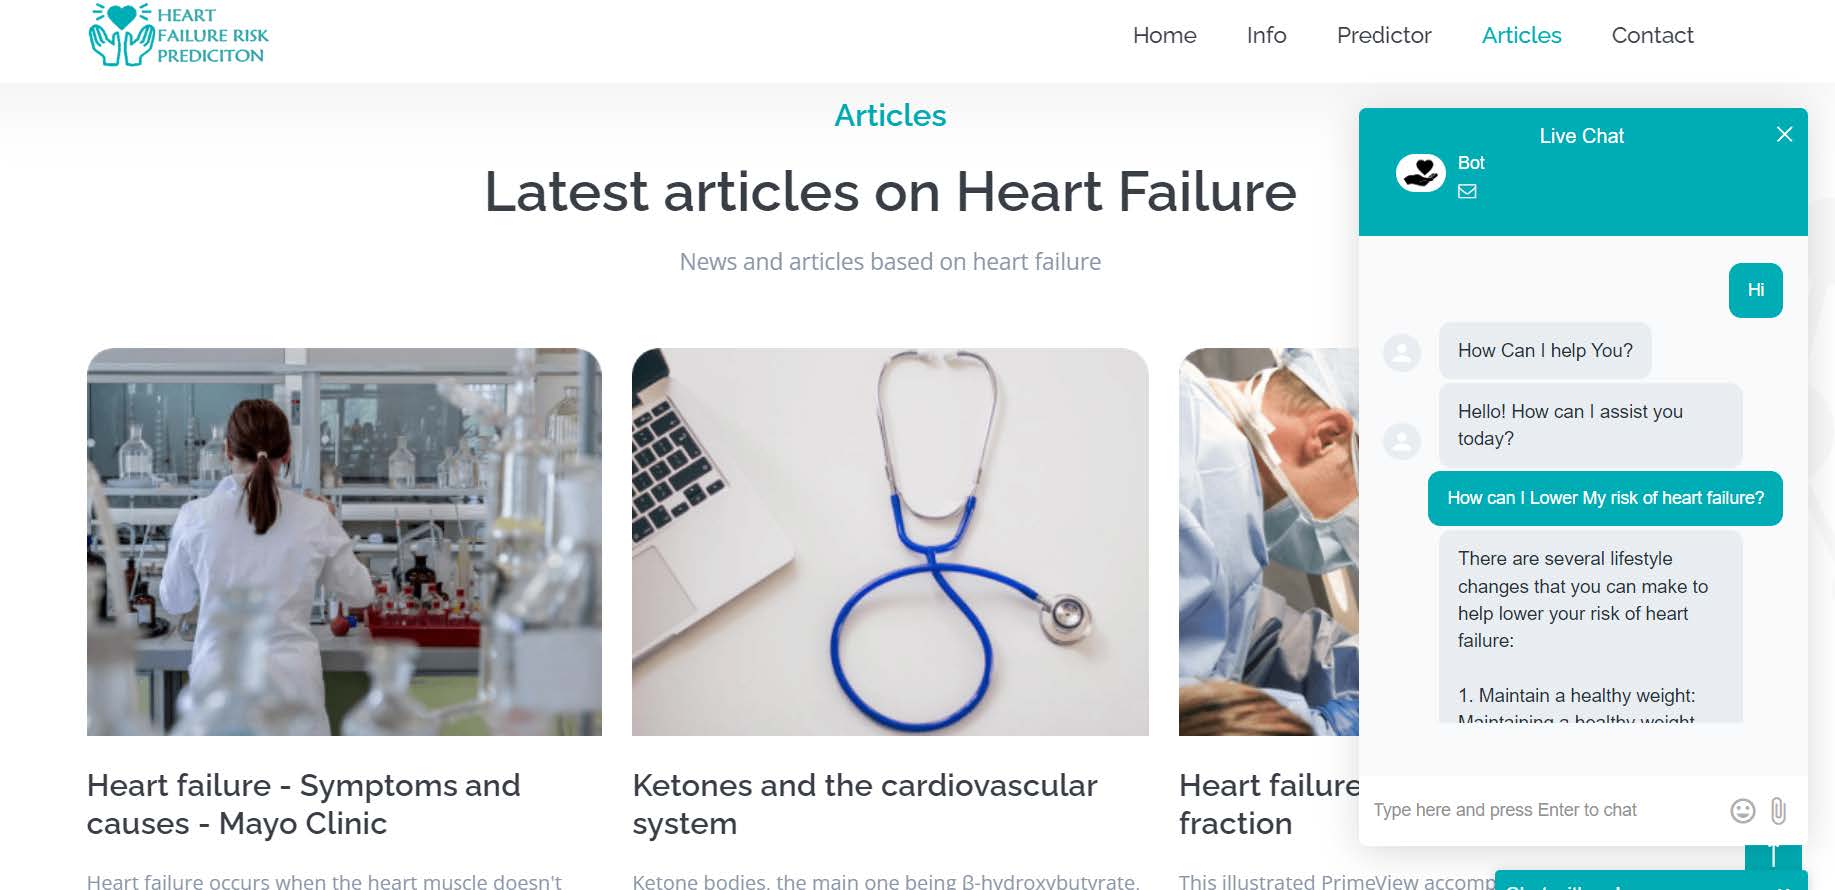 HEART
FAILURE RISK
PREDICITON
Home
Info
Predictor
Articles
Contact
Articles
Latest articles on Heart Failure
News and articles based on heart failure
Heart failure - Symptoms and
causes - Mayo Clinic
Heart failure occurs when the heart muscle doesn't
Ketones and the cardiovascular
system
Ketone bodies, the main one being β-hydroxybutyrate,
Heart failure
fraction
This illustrated PrimeView accomp
Live Chat
Bot
Hi
How Can I help You?
Hello! How can I assist you
today?
How can I Lower My risk of heart failure?
There are several lifestyle
changes that you can make to
help lower your risk of heart
failure:
1. Maintain a healthy weight:
Maintaining a healthy weight
Type here and press Enter to chat